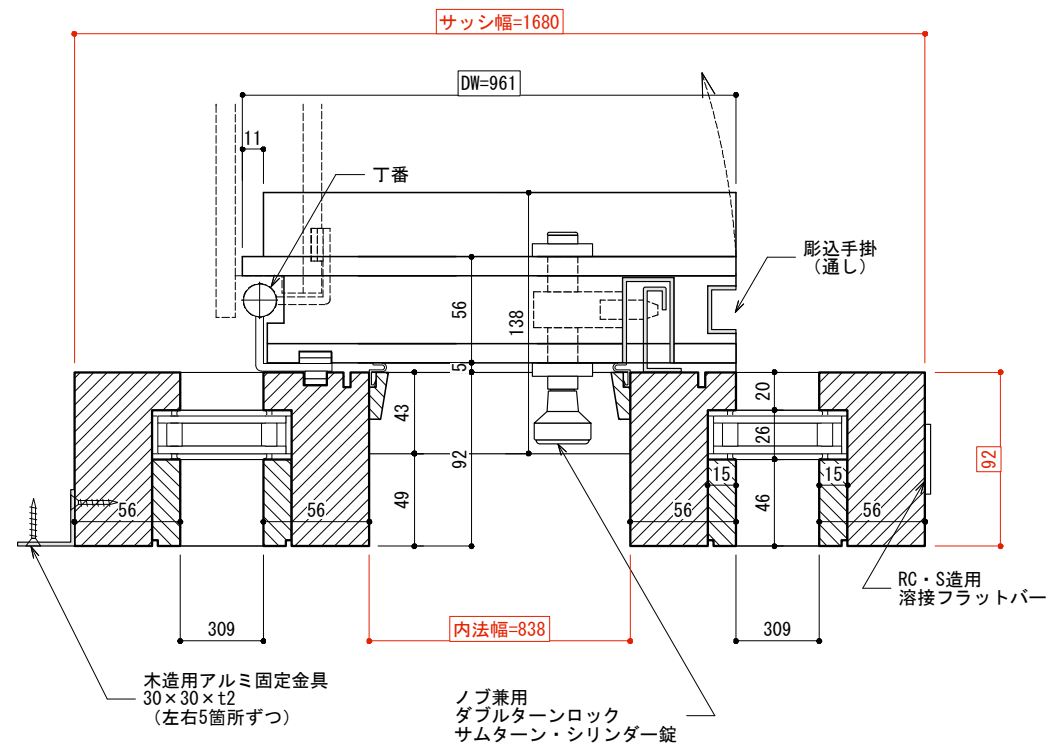 サッシ幅=1680
DW=961
11
丁番
彫込手掛
（通し）
56
138
5
20
43
26
92
92
15
15
56
56
56
56
49
46
RC・S造用
溶接フラットバー
309
内法幅=838
309
木造用アルミ固定金具
30×30×t2
（左右5箇所ずつ）
ノブ兼用
ダブルターンロック
サムターン・シリンダー錠